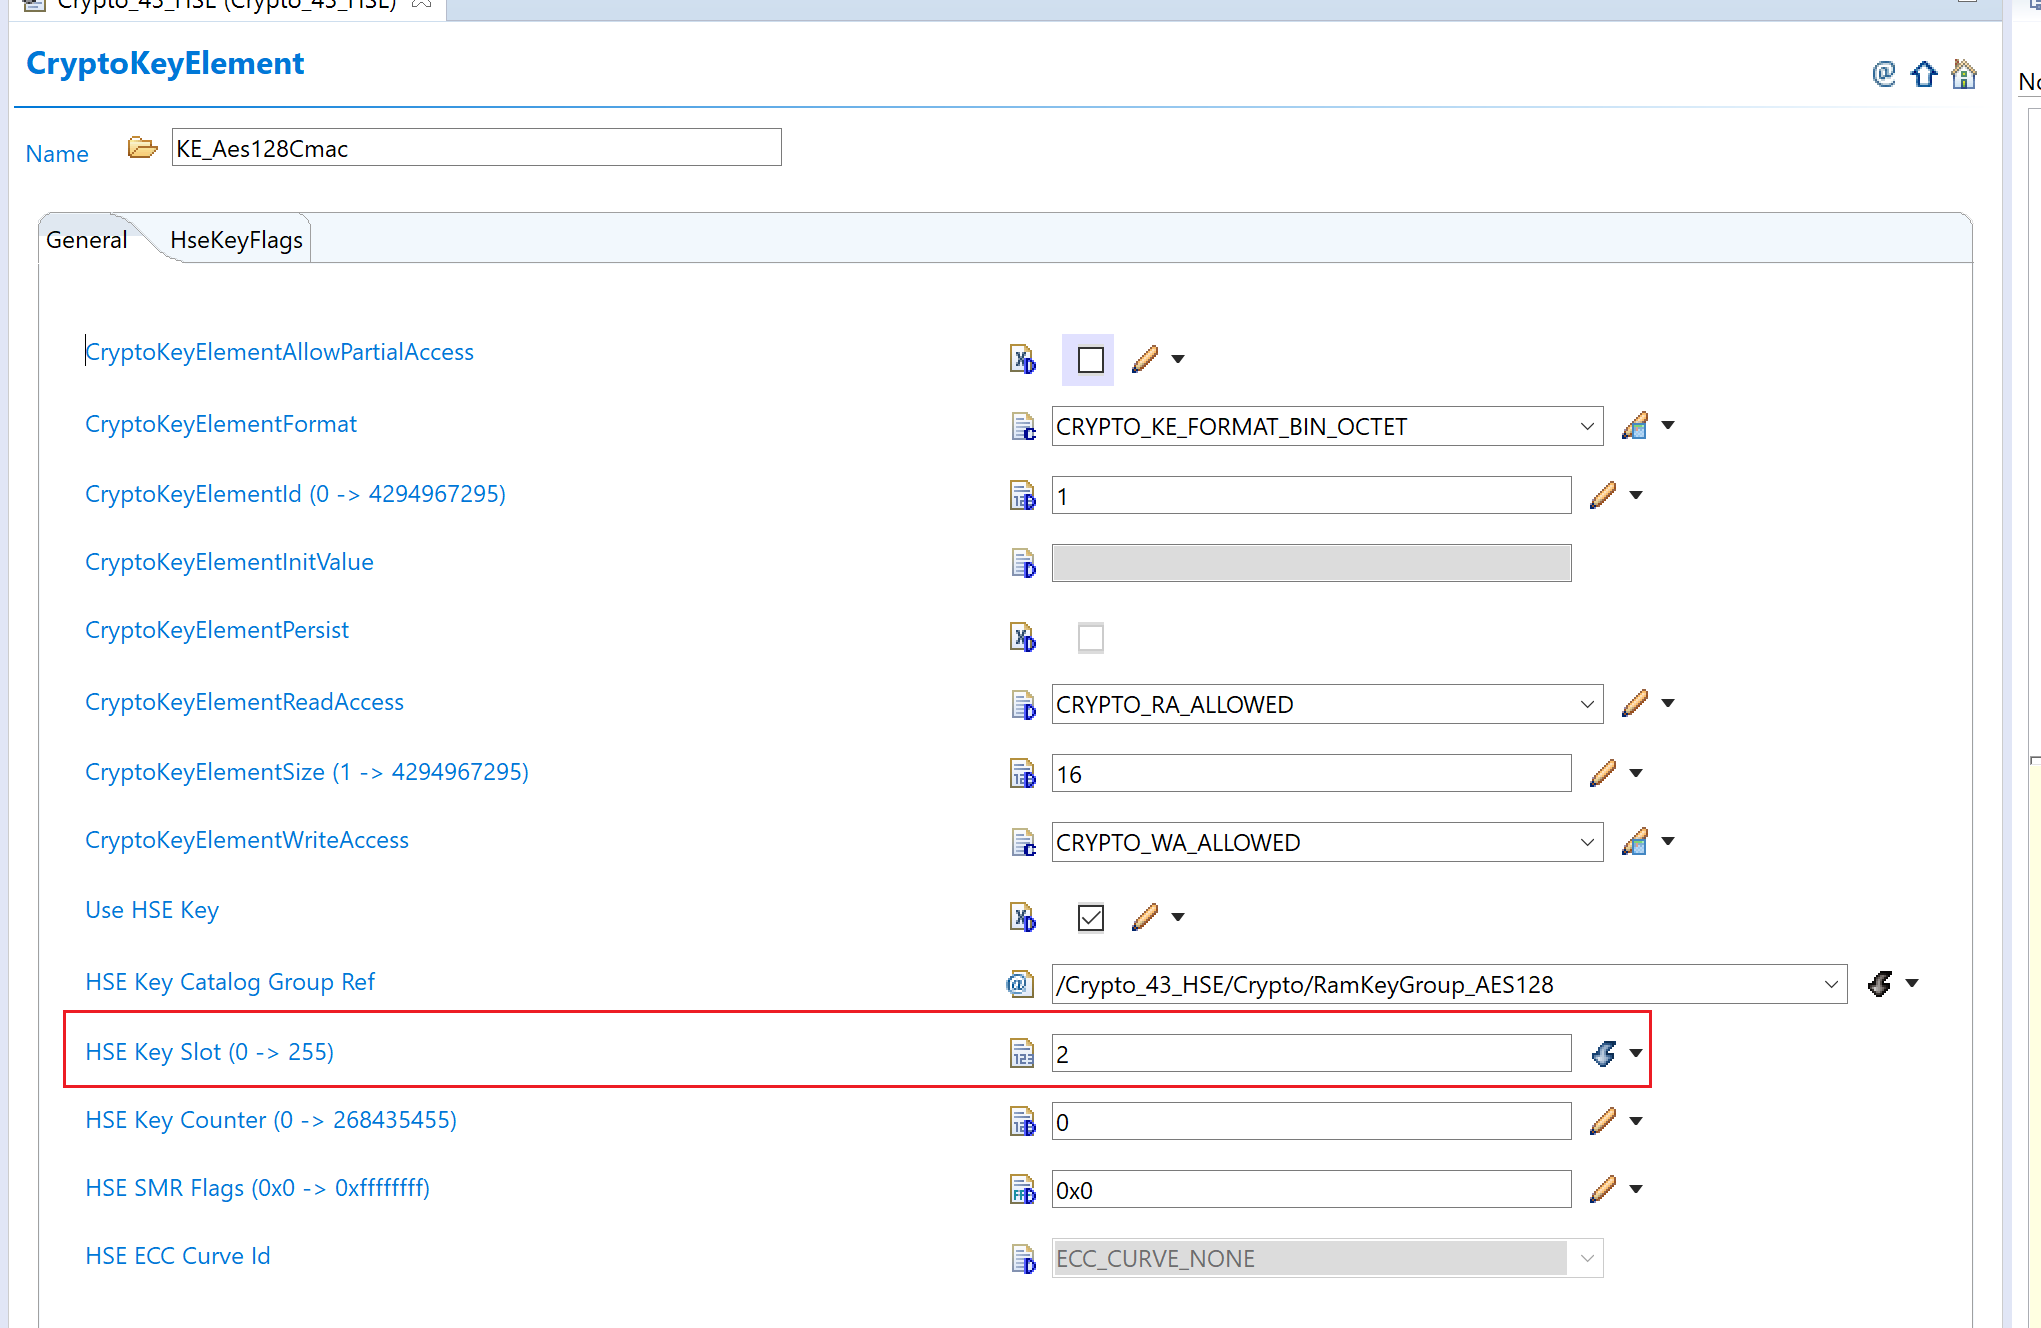 Crypto_43_HSE (Crypto_43_HSE)
CryptoKeyElement
Name KE_Aes128Cmac
General HseKeyFlags
CryptoKeyElementAllowPartialAccess
CryptoKeyElementFormat CRYPTO_KE_FORMAT_BIN_OCTET
CryptoKeyElementId (0 -> 4294967295) 1
CryptoKeyElementInitValue
CryptoKeyElementPersist
CryptoKeyElementReadAccess CRYPTO_RA_ALLOWED
CryptoKeyElementSize (1 -> 4294967295) 16
CryptoKeyElementWriteAccess CRYPTO_WA_ALLOWED
Use HSE Key
HSE Key Catalog Group Ref /Crypto_43_HSE/Crypto/RamKeyGroup_AES128
HSE Key Slot (0 -> 255) 2
HSE Key Counter (0 -> 268435455) 0
HSE SMR Flags (0x0 -> 0xffffffff) 0x0
HSE ECC Curve Id ECC_CURVE_NONE